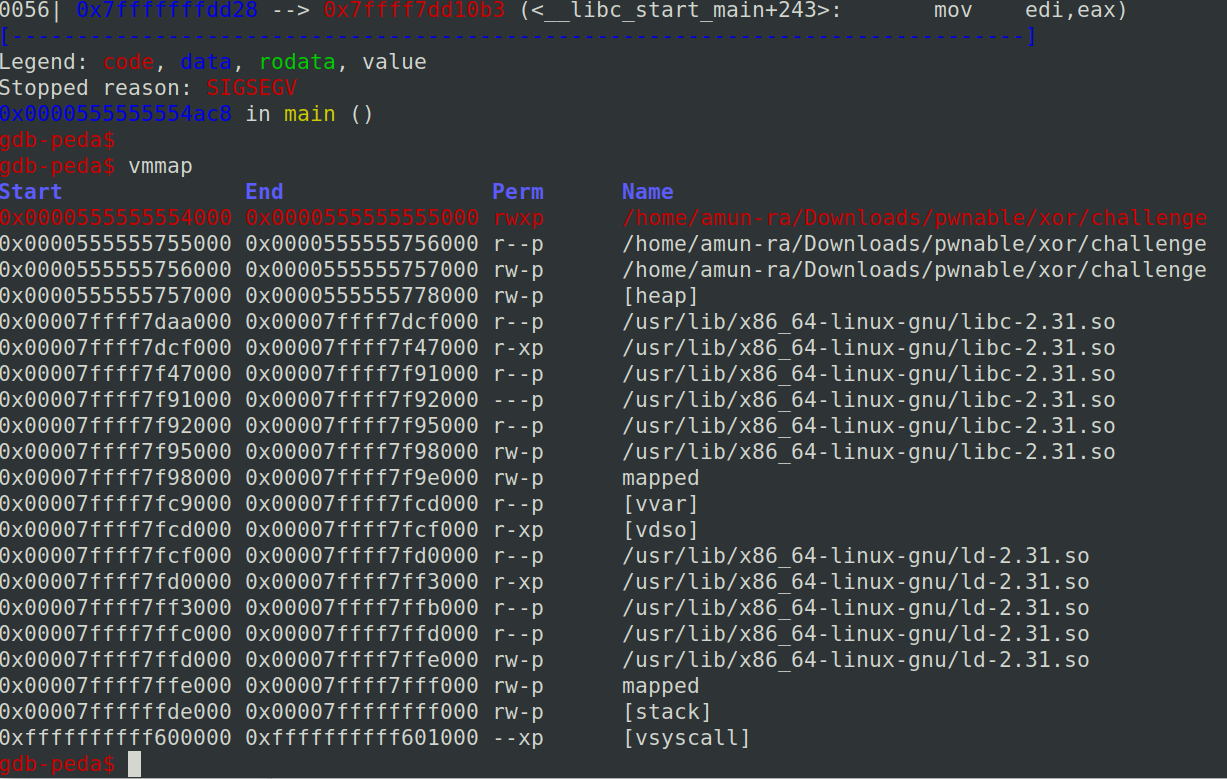 0056| 0x7fffffffdd28 --> 0x7ffff7dd10b3 (<__libc_start_main+243>: mov edi,eax)
[------------------------------------------------------------------------------]
Legend: code, data, rodata, value
Stopped reason: SIGSEGV
0x0000555555554ac8 in main ()
gdb-peda$
gdb-peda$ vmmap
Start End Perm Name
0x0000555555554000 0x0000555555555000 rwxp /home/amun-ra/Downloads/pwnable/xor/challenge
0x0000555555755000 0x0000555555756000 r--p /home/amun-ra/Downloads/pwnable/xor/challenge
0x0000555555756000 0x0000555555757000 rw-p /home/amun-ra/Downloads/pwnable/xor/challenge
0x0000555555757000 0x0000555555778000 rw-p [heap]
0x00007ffff7daa000 0x00007ffff7dcf000 r--p /usr/lib/x86_64-linux-gnu/libc-2.31.so
0x00007ffff7dcf000 0x00007ffff7f47000 r-xp /usr/lib/x86_64-linux-gnu/libc-2.31.so
0x00007ffff7f47000 0x00007ffff7f91000 r--p /usr/lib/x86_64-linux-gnu/libc-2.31.so
0x00007ffff7f91000 0x00007ffff7f92000 ---p /usr/lib/x86_64-linux-gnu/libc-2.31.so
0x00007ffff7f92000 0x00007ffff7f95000 r--p /usr/lib/x86_64-linux-gnu/libc-2.31.so
0x00007ffff7f95000 0x00007ffff7f98000 rw-p /usr/lib/x86_64-linux-gnu/libc-2.31.so
0x00007ffff7f98000 0x00007ffff7f9e000 rw-p mapped
0x00007ffff7fc9000 0x00007ffff7fcd000 r--p [vvar]
0x00007ffff7fcd000 0x00007ffff7fcf000 r-xp [vdso]
0x00007ffff7fcf000 0x00007ffff7fd0000 r--p /usr/lib/x86_64-linux-gnu/ld-2.31.so
0x00007ffff7fd0000 0x00007ffff7ff3000 r-xp /usr/lib/x86_64-linux-gnu/ld-2.31.so
0x00007ffff7ff3000 0x00007ffff7ffb000 r--p /usr/lib/x86_64-linux-gnu/ld-2.31.so
0x00007ffff7ffc000 0x00007ffff7ffd000 r--p /usr/lib/x86_64-linux-gnu/ld-2.31.so
0x00007ffff7ffd000 0x00007ffff7ffe000 rw-p /usr/lib/x86_64-linux-gnu/ld-2.31.so
0x00007ffff7ffe000 0x00007ffff7fff000 rw-p mapped
0x00007ffffffde000 0x00007ffffffff000 rw-p [stack]
0xffffffffff600000 0xffffffffff601000 --xp [vsyscall]
gdb-peda$